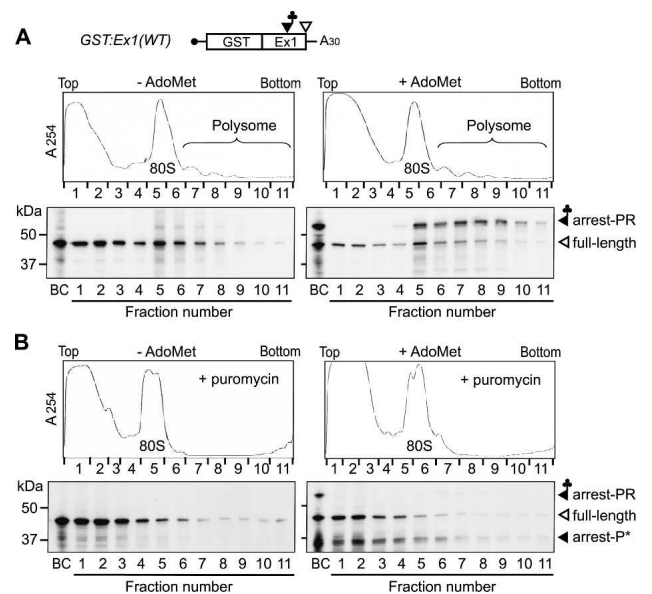 A
GST:Ex1(WT)
GST
Ex1
A30
Top
- AdoMet
Bottom
+ AdoMet
A254
Polysome
Polysome
80S
80S
1 2 3 4 5 6 7 8 9 10 11
1 2 3 4 5 6 7 8 9 10 11
kDa
50
37
arrest-PR
full-length
BC 1 2 3 4 5 6 7 8 9 10 11
BC 1 2 3 4 5 6 7 8 9 10 11
Fraction number
Fraction number
B
Top
- AdoMet
Bottom
Top
+ AdoMet
Bottom
A254
+ puromycin
+ puromycin
80S
80S
1 2 3 4 5 6 7 8 9 10 11
1 2 3 4 5 6 7 8 9 10 11
kDa
50
37
arrest-PR
full-length
arrest-P*
BC 1 2 3 4 5 6 7 8 9 10 11
BC 1 2 3 4 5 6 7 8 9 10 11
Fraction number
Fraction number